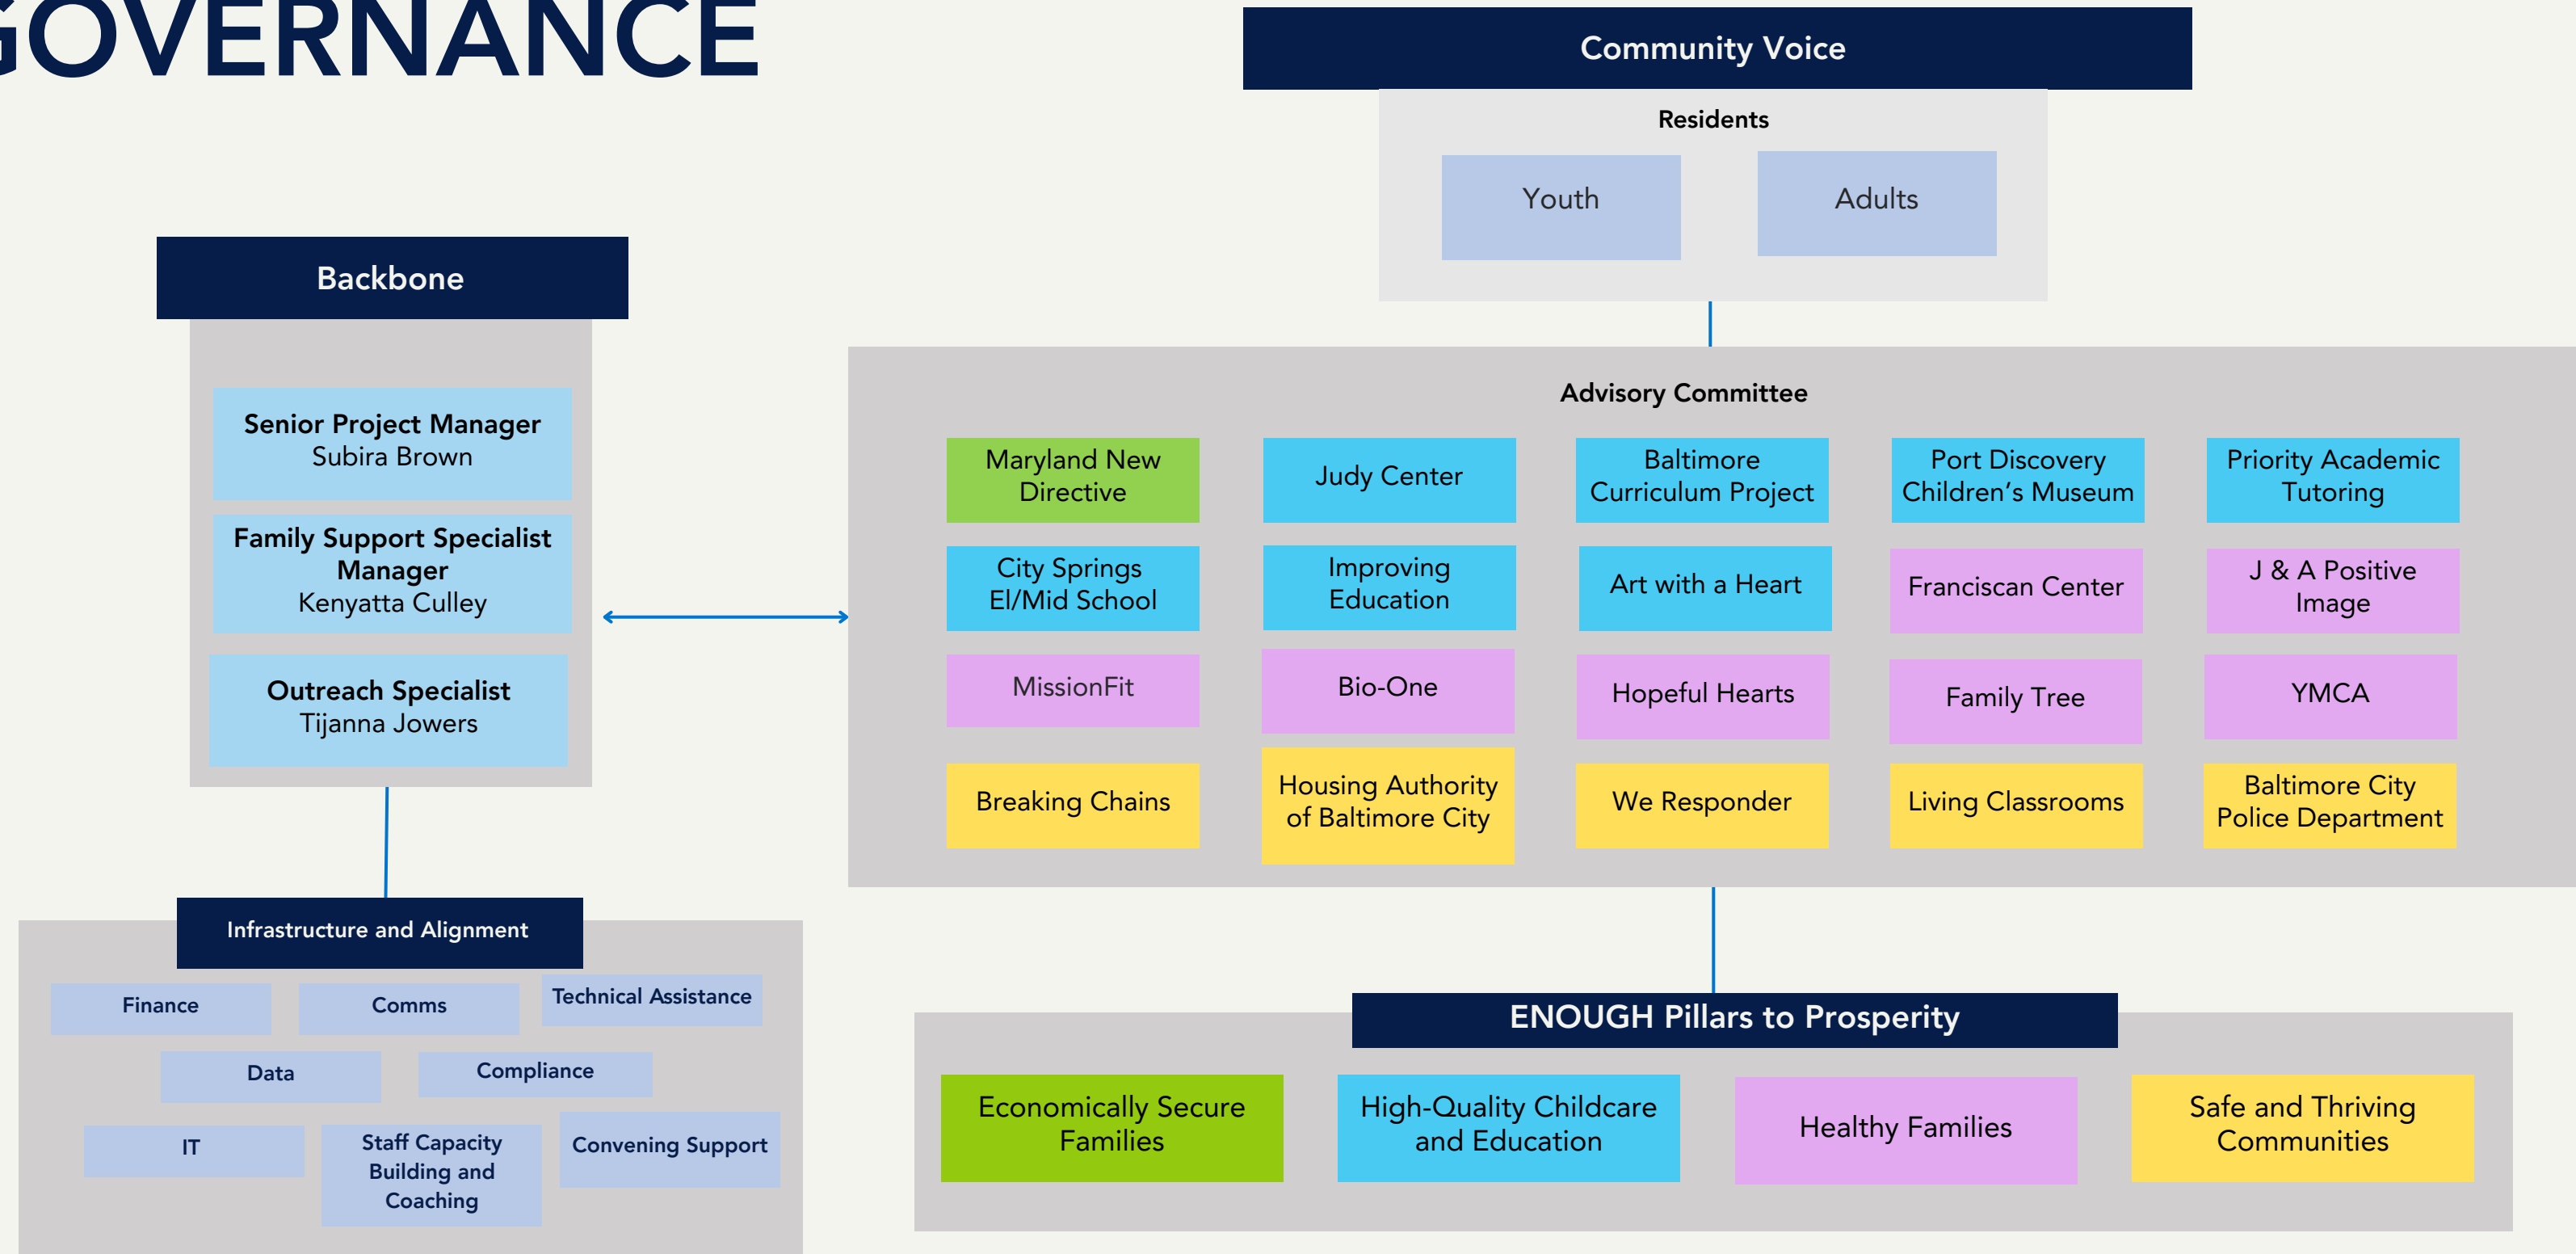 GOVERNANCE
Community Voice
Residents
Youth
Adults
Backbone
Senior Project Manager
Subira Brown
Family Support Specialist
Manager
Kenyatta Culley
Outreach Specialist
Tijanna Jowers
Advisory Committee
Maryland New
Directive
Judy Center
Baltimore
Curriculum Project
Port Discovery
Children’s Museum
Priority Academic
Tutoring
City Springs
El/Mid School
Improving
Education
Art with a Heart
Franciscan Center
J & A Positive
Image
MissionFit
Bio-One
Hopeful Hearts
Family Tree
YMCA
Breaking Chains
Housing Authority
of Baltimore City
We Responder
Living Classrooms
Baltimore City
Police Department
Infrastructure and Alignment
Finance
Comms
Technical Assistance
Data
Compliance
IT
Staff Capacity
Building and
Coaching
Convening Support
ENOUGH Pillars to Prosperity
Economically Secure
Families
High-Quality Childcare
and Education
Healthy Families
Safe and Thriving
Communities